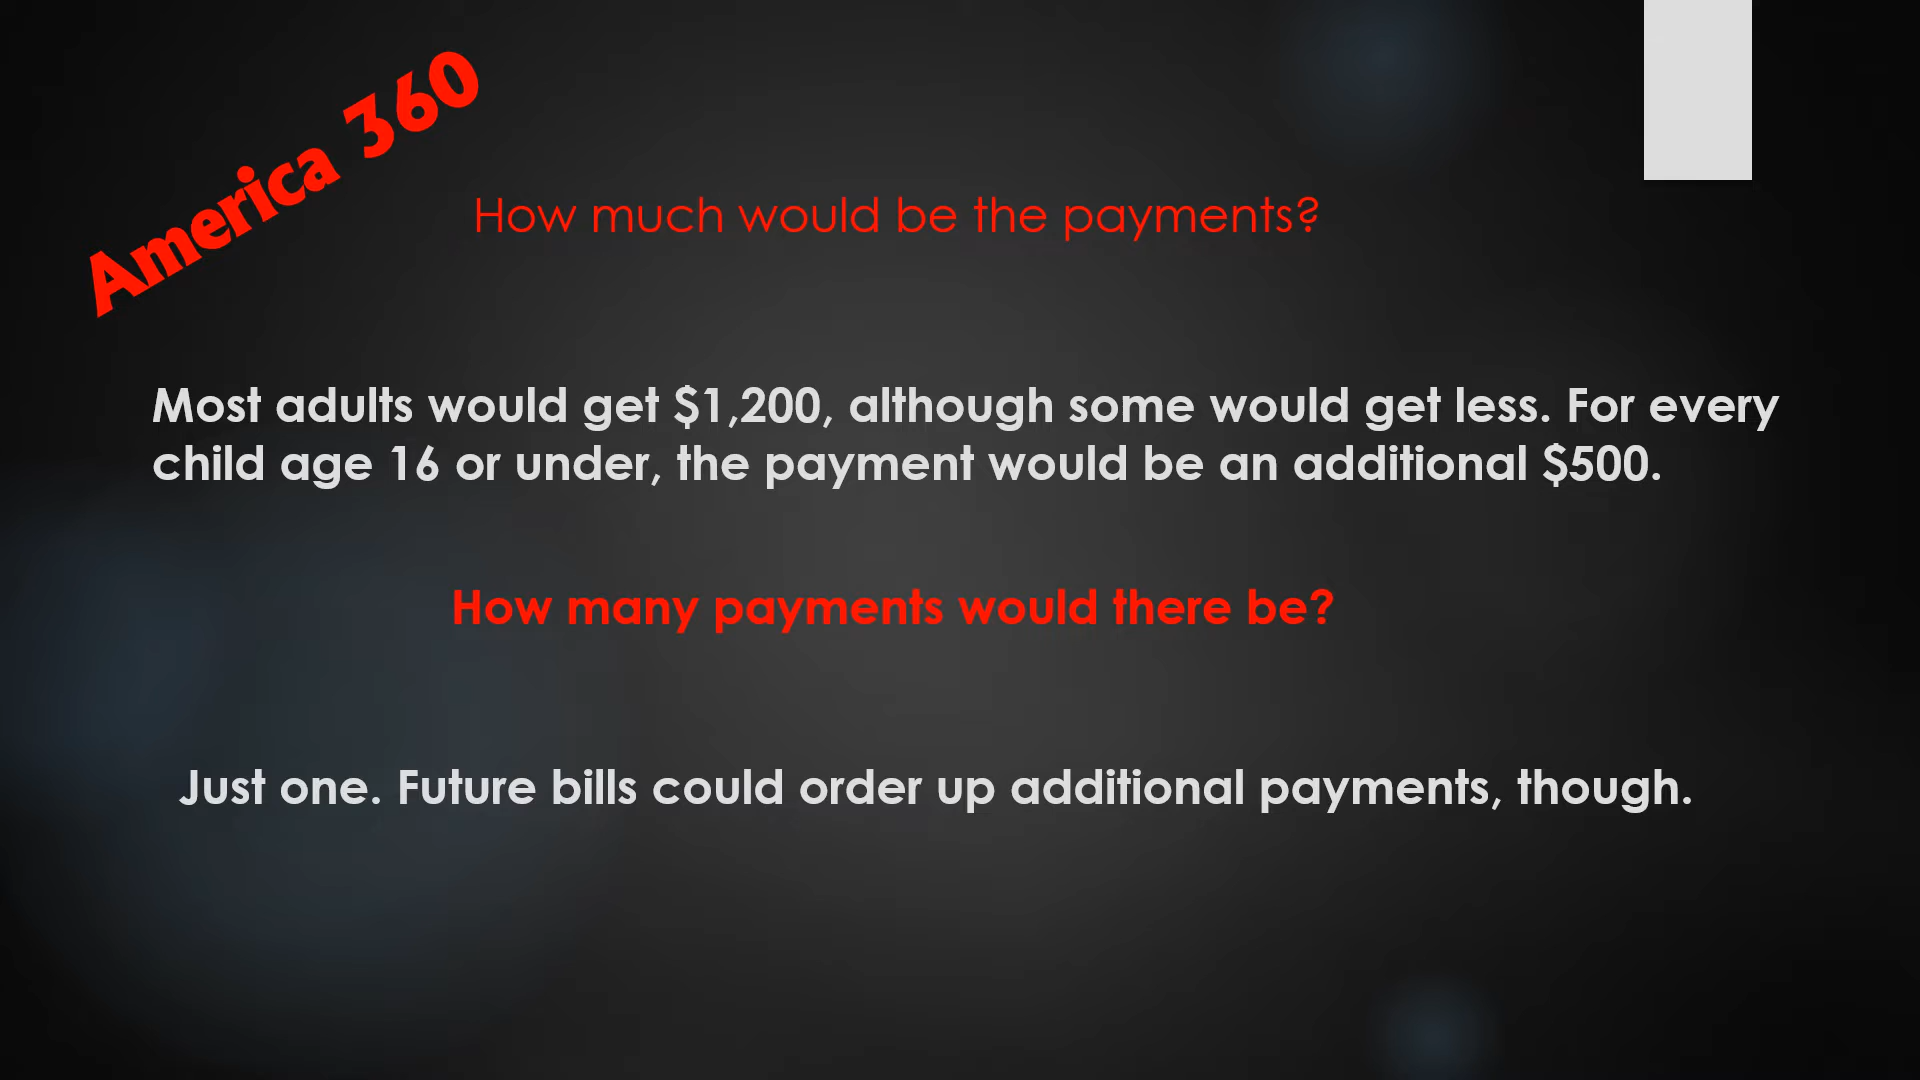 America 360
How much would be the payments?
Most adults would get $1,200, although some would get less. For every
child age 16 or under, the payment would be an additional $500.
How many payments would there be?
Just one. Future bills could order up additional payments, though.